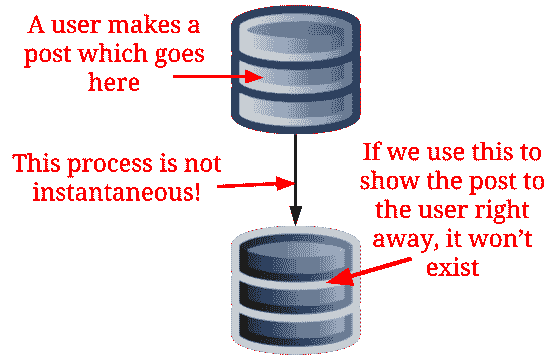 A user makes a
post which goes
here
This process is not
instantaneous!
If we use this to
show the post to
the user right
away, it won’t
exist